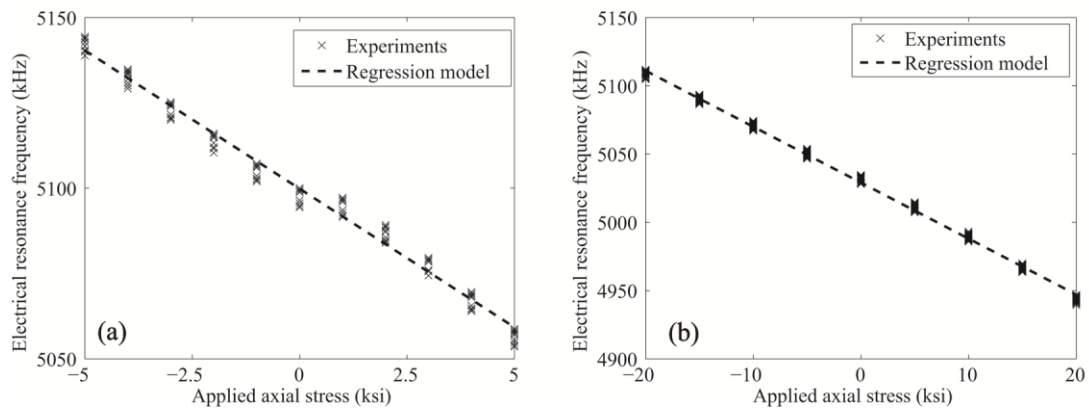 Electrical resonance frequency (kHz)
5150
5100
5050
Experiments
Regression model
(a)
−5
−2.5
0
2.5
5
Applied axial stress (ksi)
Electrical resonance frequency (kHz)
5150
5100
5050
5000
4950
4900
Experiments
Regression model
(b)
−20
−10
0
10
20
Applied axial stress (ksi)